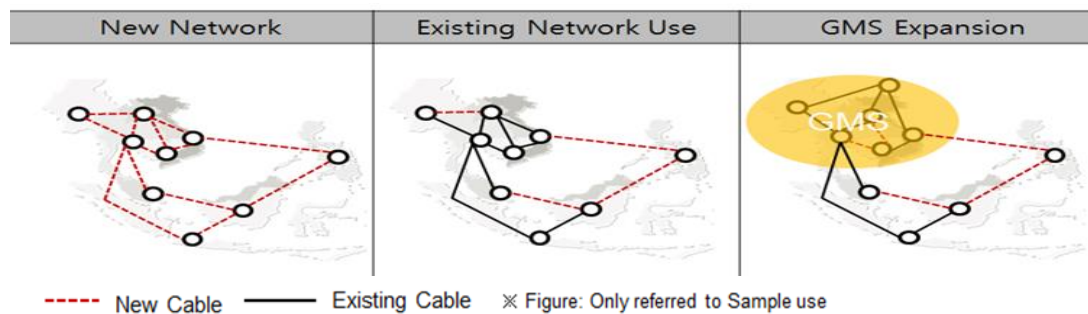 New Network
Existing Network Use
GMS Expansion
GMS
New Cable
Existing Cable
※ Figure: Only referred to Sample use